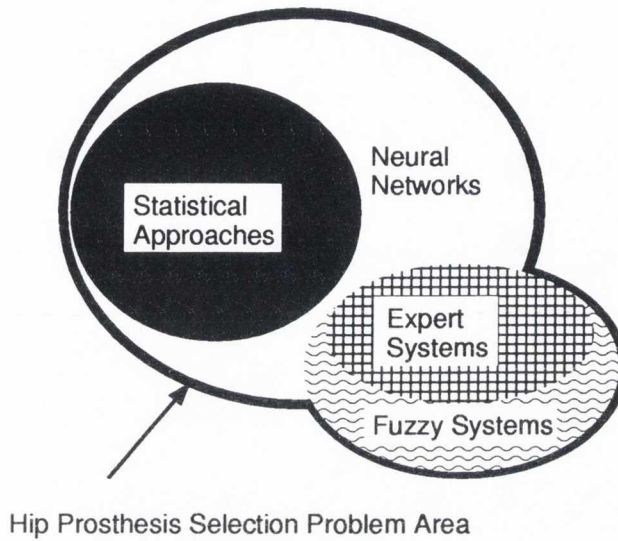 Neural
Networks
Statistical
Approaches
Expert
Systems
Fuzzy Systems
Hip Prosthesis Selection Problem Area